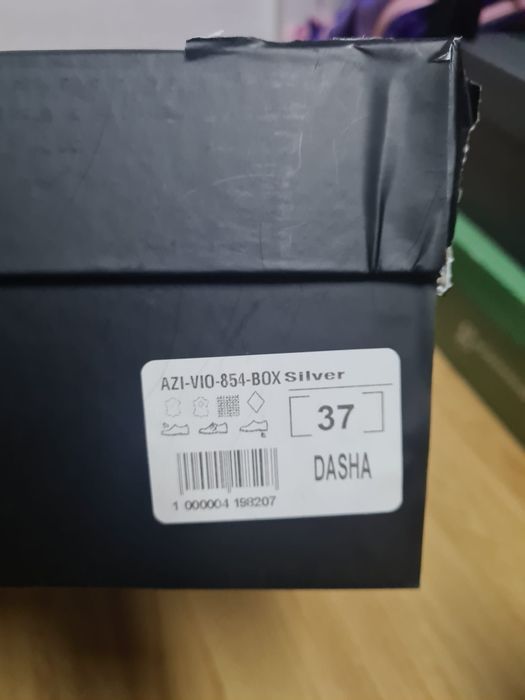 AZI-VIO-854-BOX Silver
37
DASHA
1 000004 198207